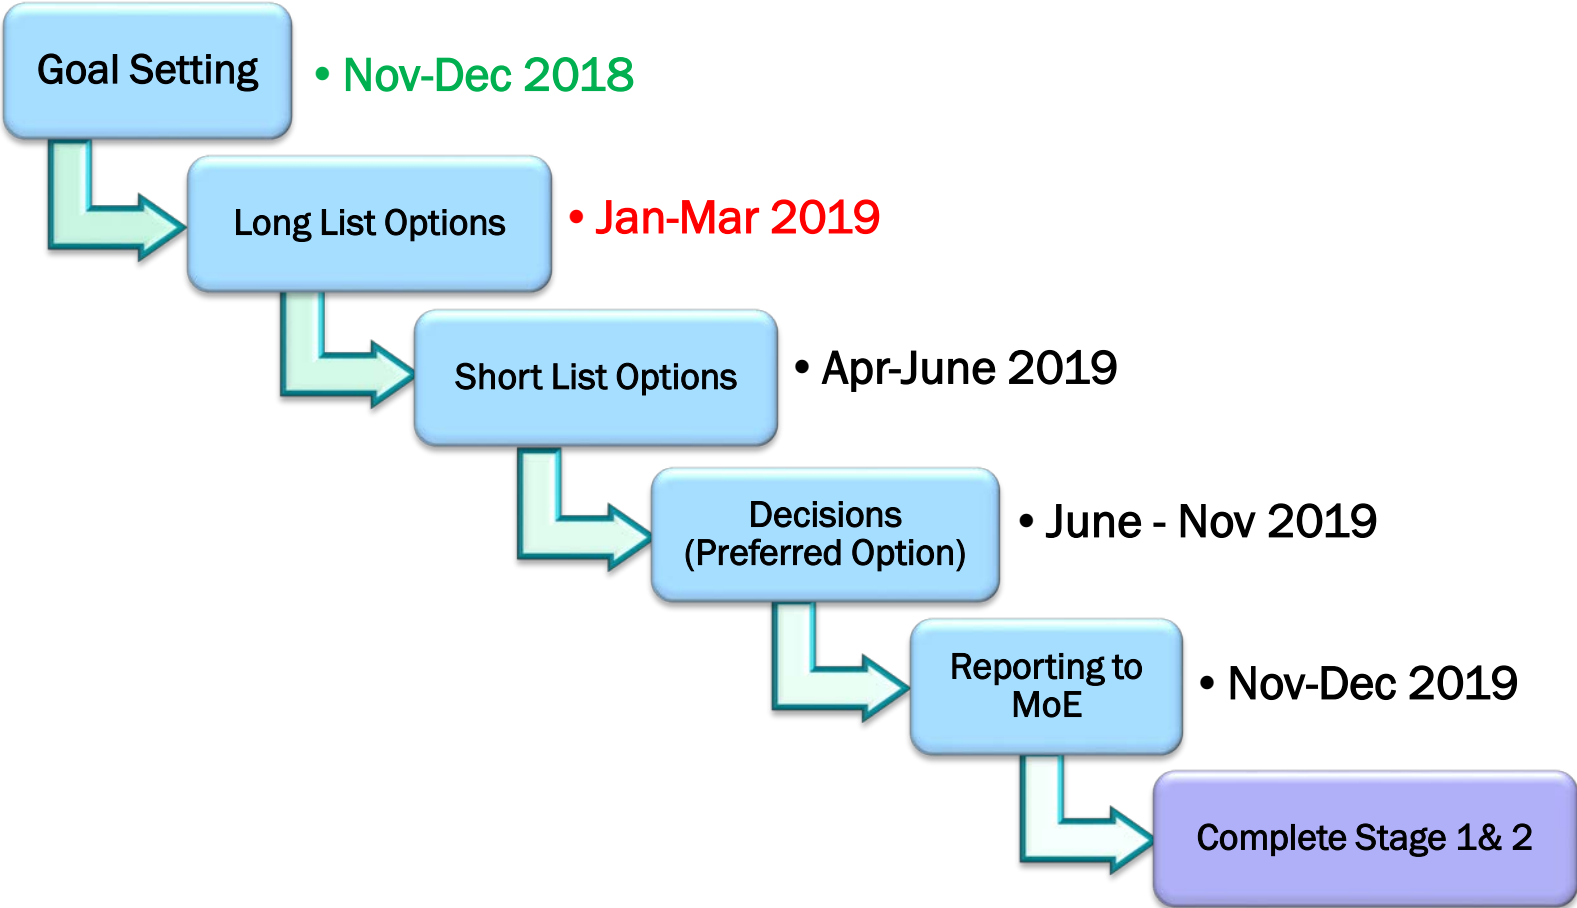 Goal Setting
• Nov-Dec 2018
Long List Options
• Jan-Mar 2019
Short List Options
• Apr-June 2019
Decisions
(Preferred Option)
• June - Nov 2019
Reporting to
MoE
• Nov-Dec 2019
Complete Stage 1& 2